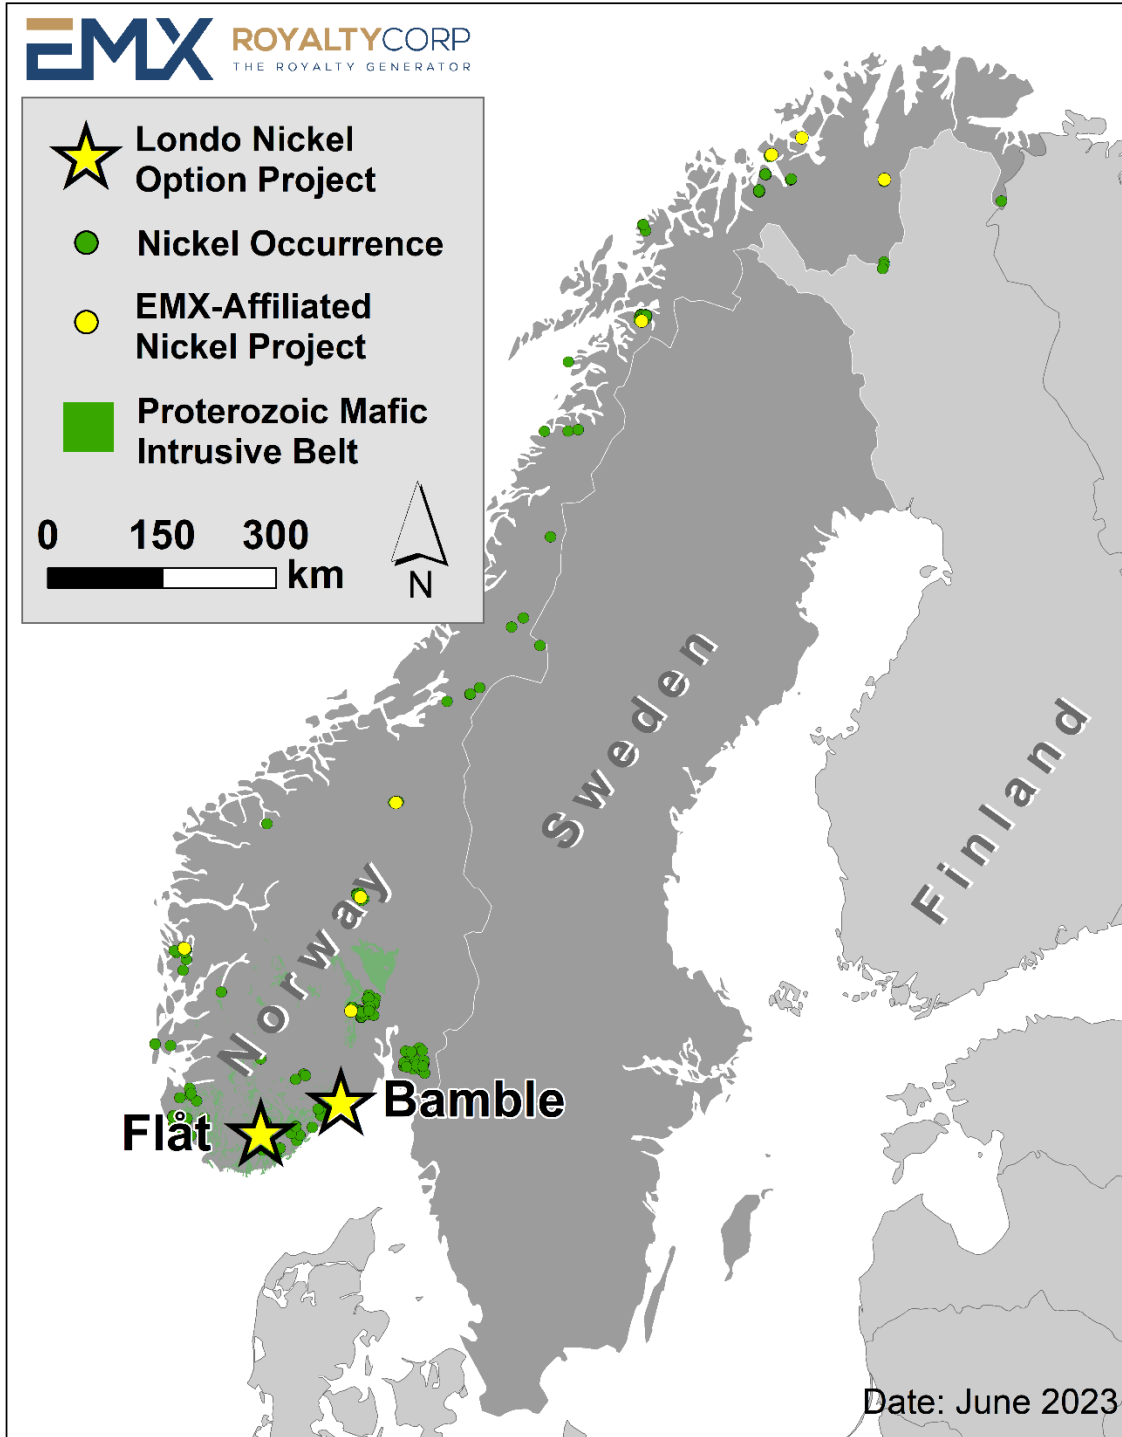 EMX ROYALTYCORP
THE ROYALTY GENERATOR
Londo Nickel
Option Project
Nickel Occurrence
EMX-Affiliated
Nickel Project
Proterozoic Mafic
Intrusive Belt
0 150 300
km
N
Sweden
Finland
Norway
Bamble
Flåt
Date: June 2023